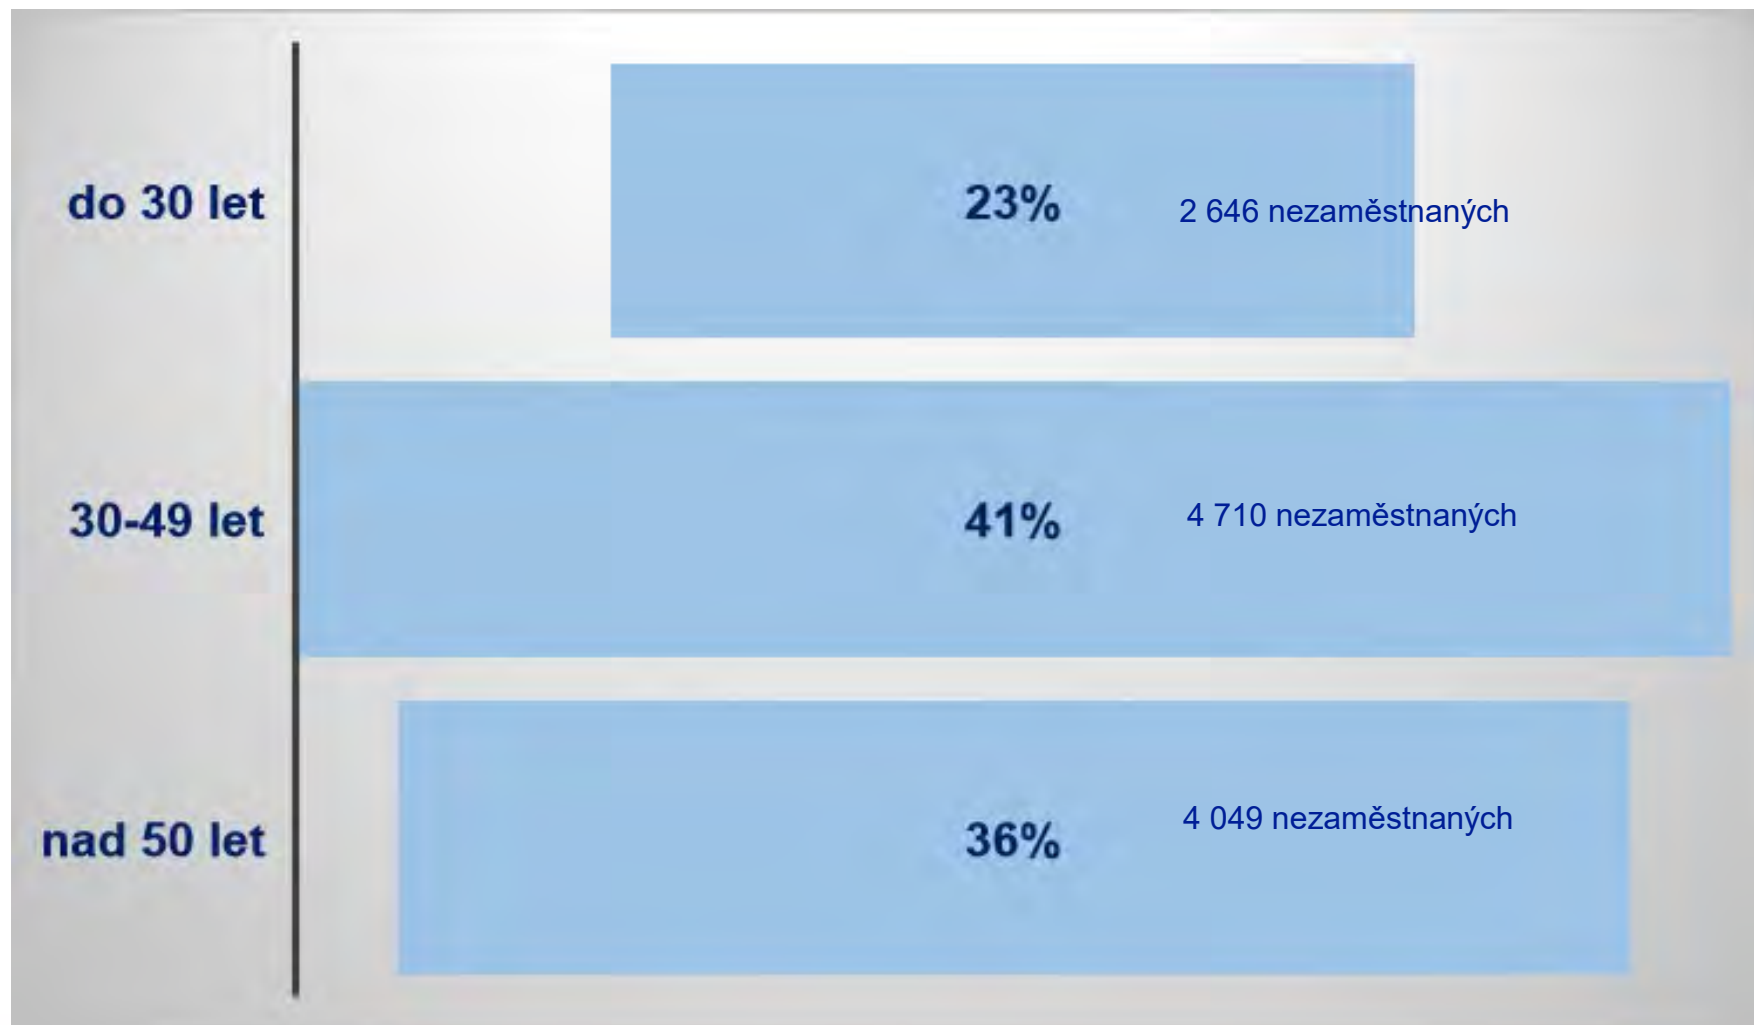 do 30 let 23% 2 646 nezaměstnaných
30-49 let 41% 4 710 nezaměstnaných
nad 50 let 36% 4 049 nezaměstnaných